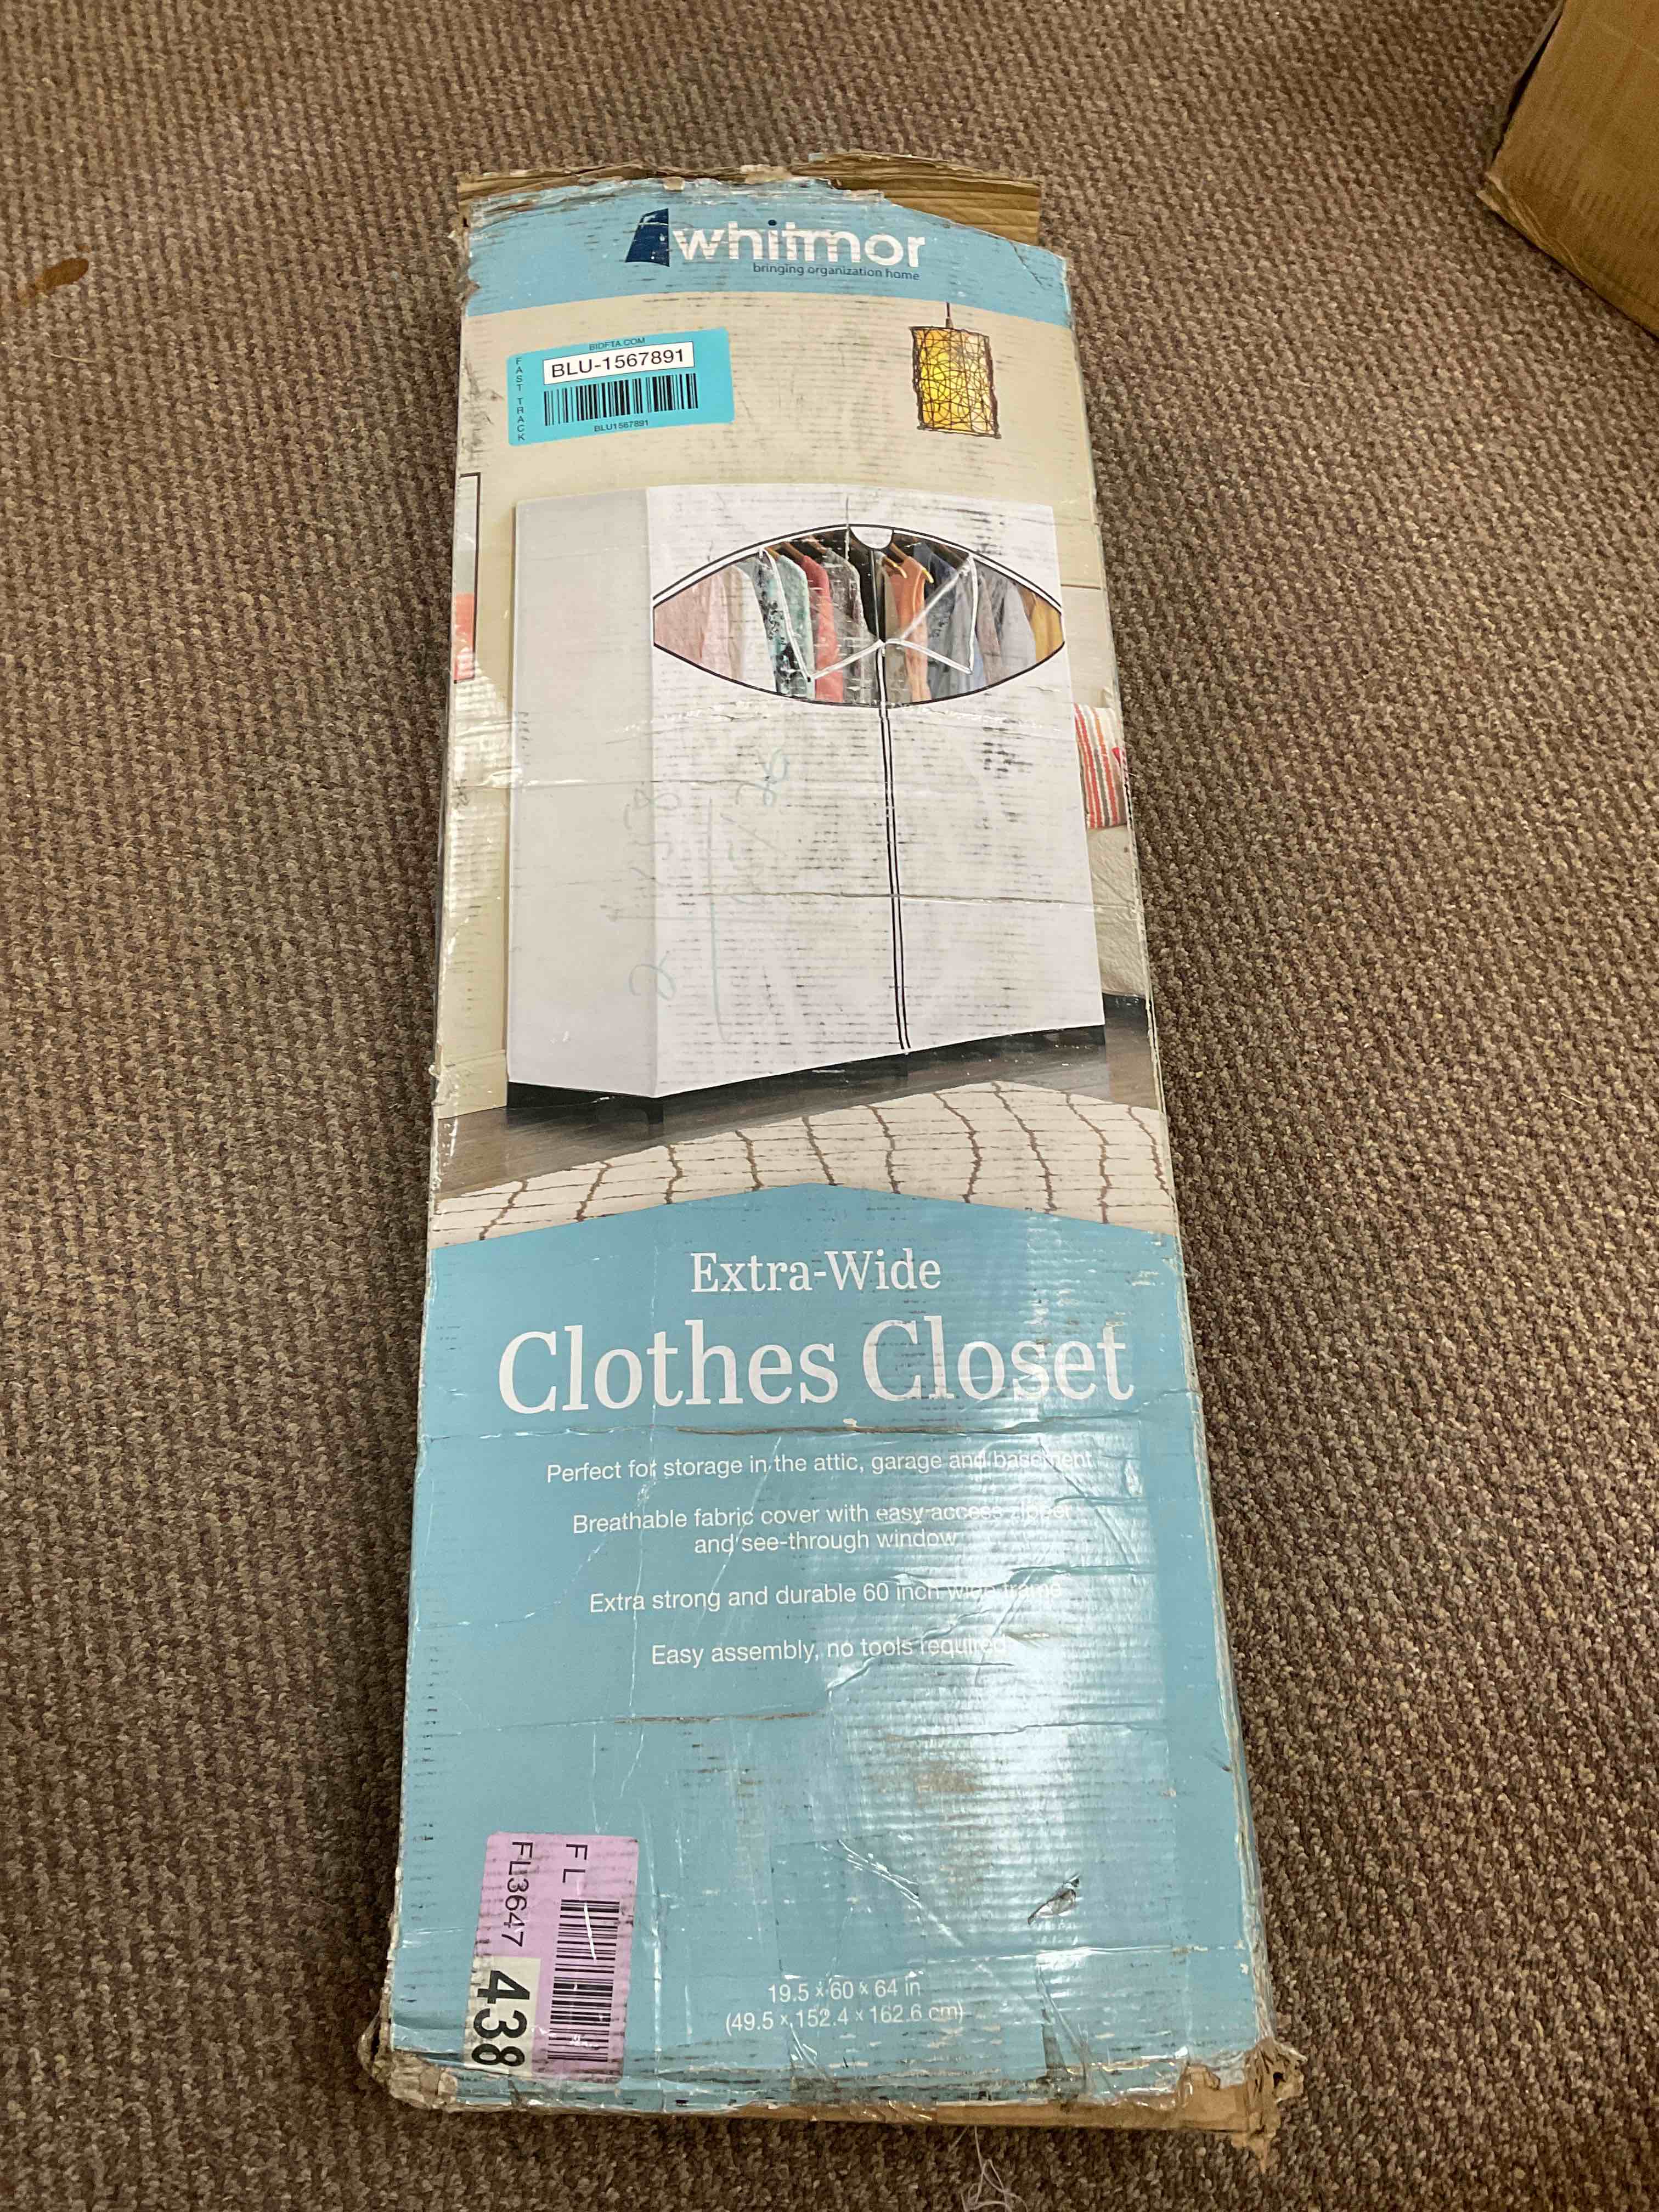 whitmor
bringing organization home
FAST TRACK
BIDFTA.COM
BLU-1567891
BLU1567891
Extra-Wide
Clothes Closet
Perfect for storage in the attic, garage and basement
Breathable fabric cover with easy-access zipper
and see-through window
Extra strong and durable 60 inch wide frame
Easy assembly, no tools required
FL
FL3647
438
19.5 x 60 x 64 in
(49.5 x 152.4 x 162.6 cm)